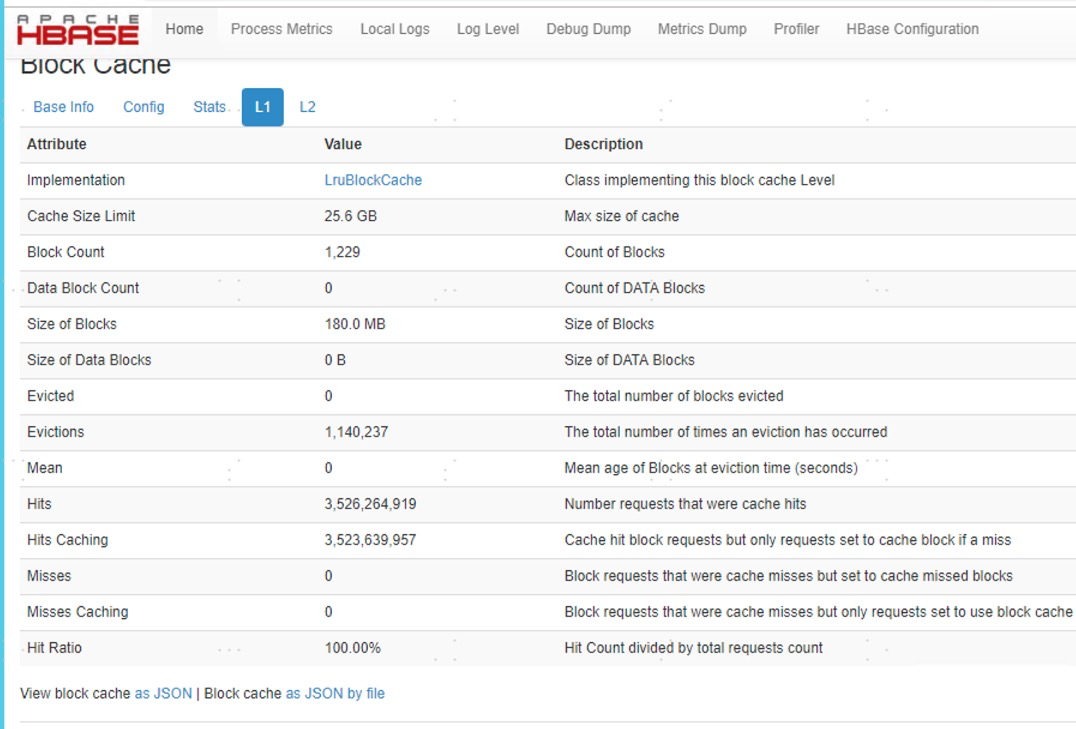 APACHE
HBASE
Home Process Metrics Local Logs Log Level Debug Dump Metrics Dump Profiler HBase Configuration
Block Cache
Base Info Config Stats L1 L2
Attribute Value Description
Implementation LruBlockCache Class implementing this block cache Level
Cache Size Limit 25.6 GB Max size of cache
Block Count 1,229 Count of Blocks
Data Block Count 0 Count of DATA Blocks
Size of Blocks 180.0 MB Size of Blocks
Size of Data Blocks 0 B Size of DATA Blocks
Evicted 0 The total number of blocks evicted
Evictions 1,140,237 The total number of times an eviction has occurred
Mean 0 Mean age of Blocks at eviction time (seconds)
Hits 3,526,264,919 Number requests that were cache hits
Hits Caching 3,523,639,957 Cache hit block requests but only requests set to cache block if a miss
Misses 0 Block requests that were cache misses but set to cache missed blocks
Misses Caching 0 Block requests that were cache misses but only requests set to use block cache
Hit Ratio 100.00% Hit Count divided by total requests count
View block cache as JSON | Block cache as JSON by file